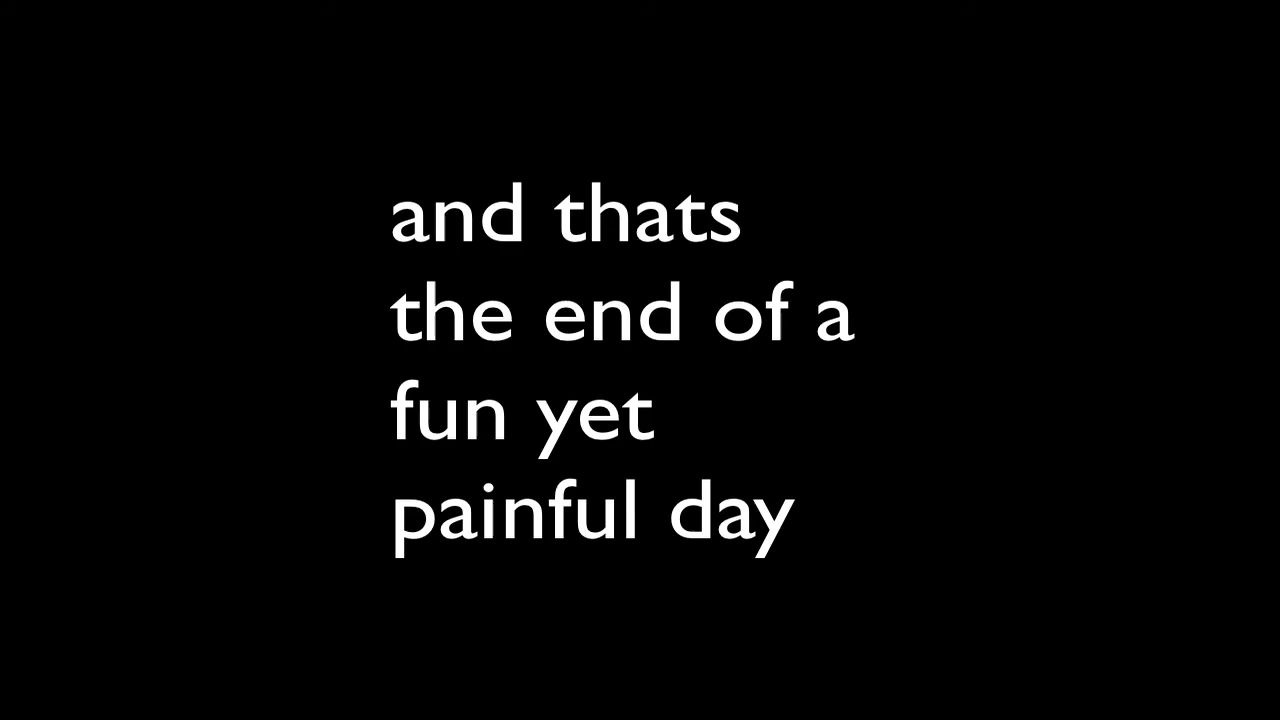 and thats
the end of a
fun yet
painful day